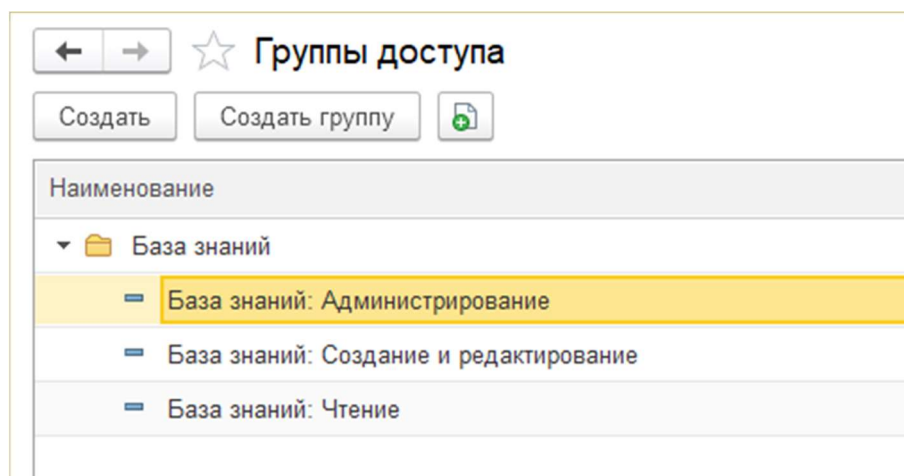 Группы доступа
Создать Создать группу
Наименование
База знаний
База знаний: Администрирование
База знаний: Создание и редактирование
База знаний: Чтение